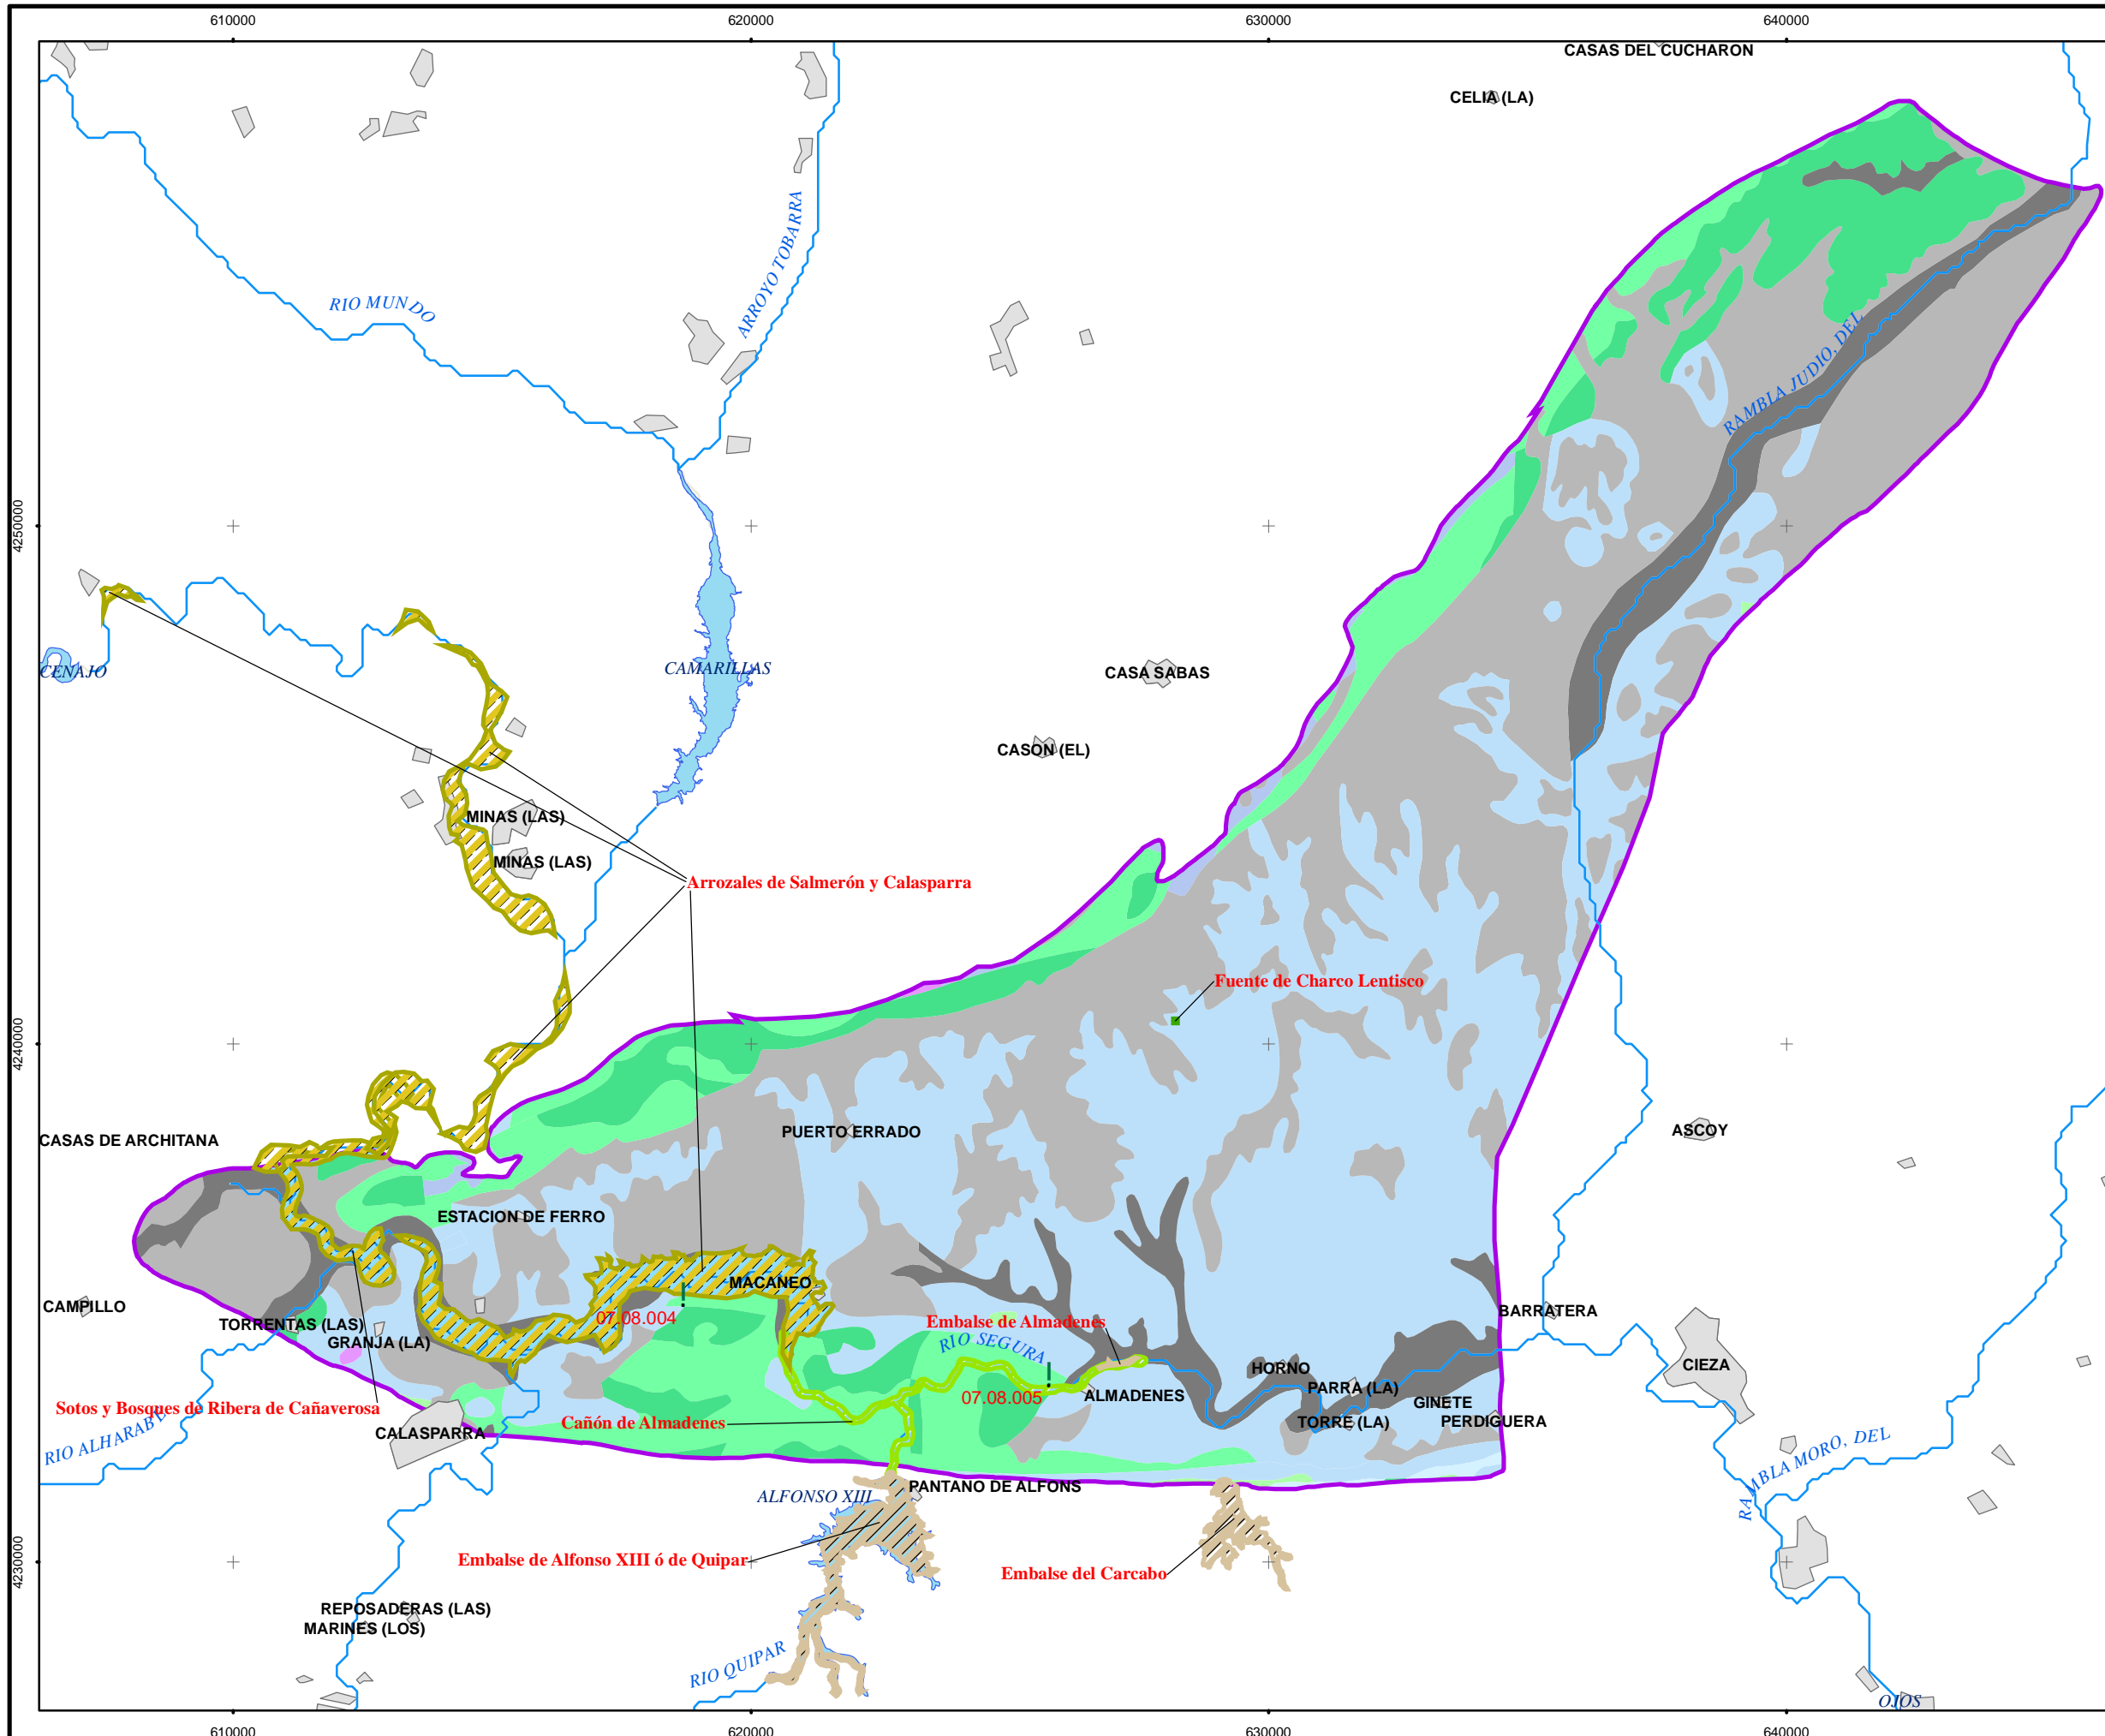 610000
620000
630000
640000
CASAS DEL CUCHARON
CELIA (LA)
ARROYO TOBARRA
RIO MUNDO
RAMBLA JUDIO, DEL
4250000
CENAJO
CAMARILLAS
CASA SABAS
CASON (EL)
MINAS (LAS)
MINAS (LAS)
Arrozales de Salmerón y Calasparra
Fuente de Charco Lentisco
4240000
CASAS DE ARCHITANA
PUERTO ERRADO
ASCOY
ESTACION DE FERRO
MACANEO
CAMPILLO
07.08.004
TORRENTAS (LAS)
GRANJA (LA)
Embalse de Almadenes
BARRATERA
RIO SEGURA
HORNO
CIEZA
PARRA (LA)
07.08.005
ALMADENES
GINETE
Sotos y Bosques de Ribera de Cañaverosa
Cañón de Almadenes
TORRE (LA)
PERDIGUERA
RIO ALHARABE
CALASPARRA
RAMBLA MORO, DEL
PANTANO DE ALFONS
ALFONSO XIII
4230000
Embalse de Alfonso XIII ó de Quipar
Embalse del Carcabo
REPOSADERAS (LAS)
MARINES (LOS)
RIO QUIPAR
OJOS
610000
620000
630000
640000